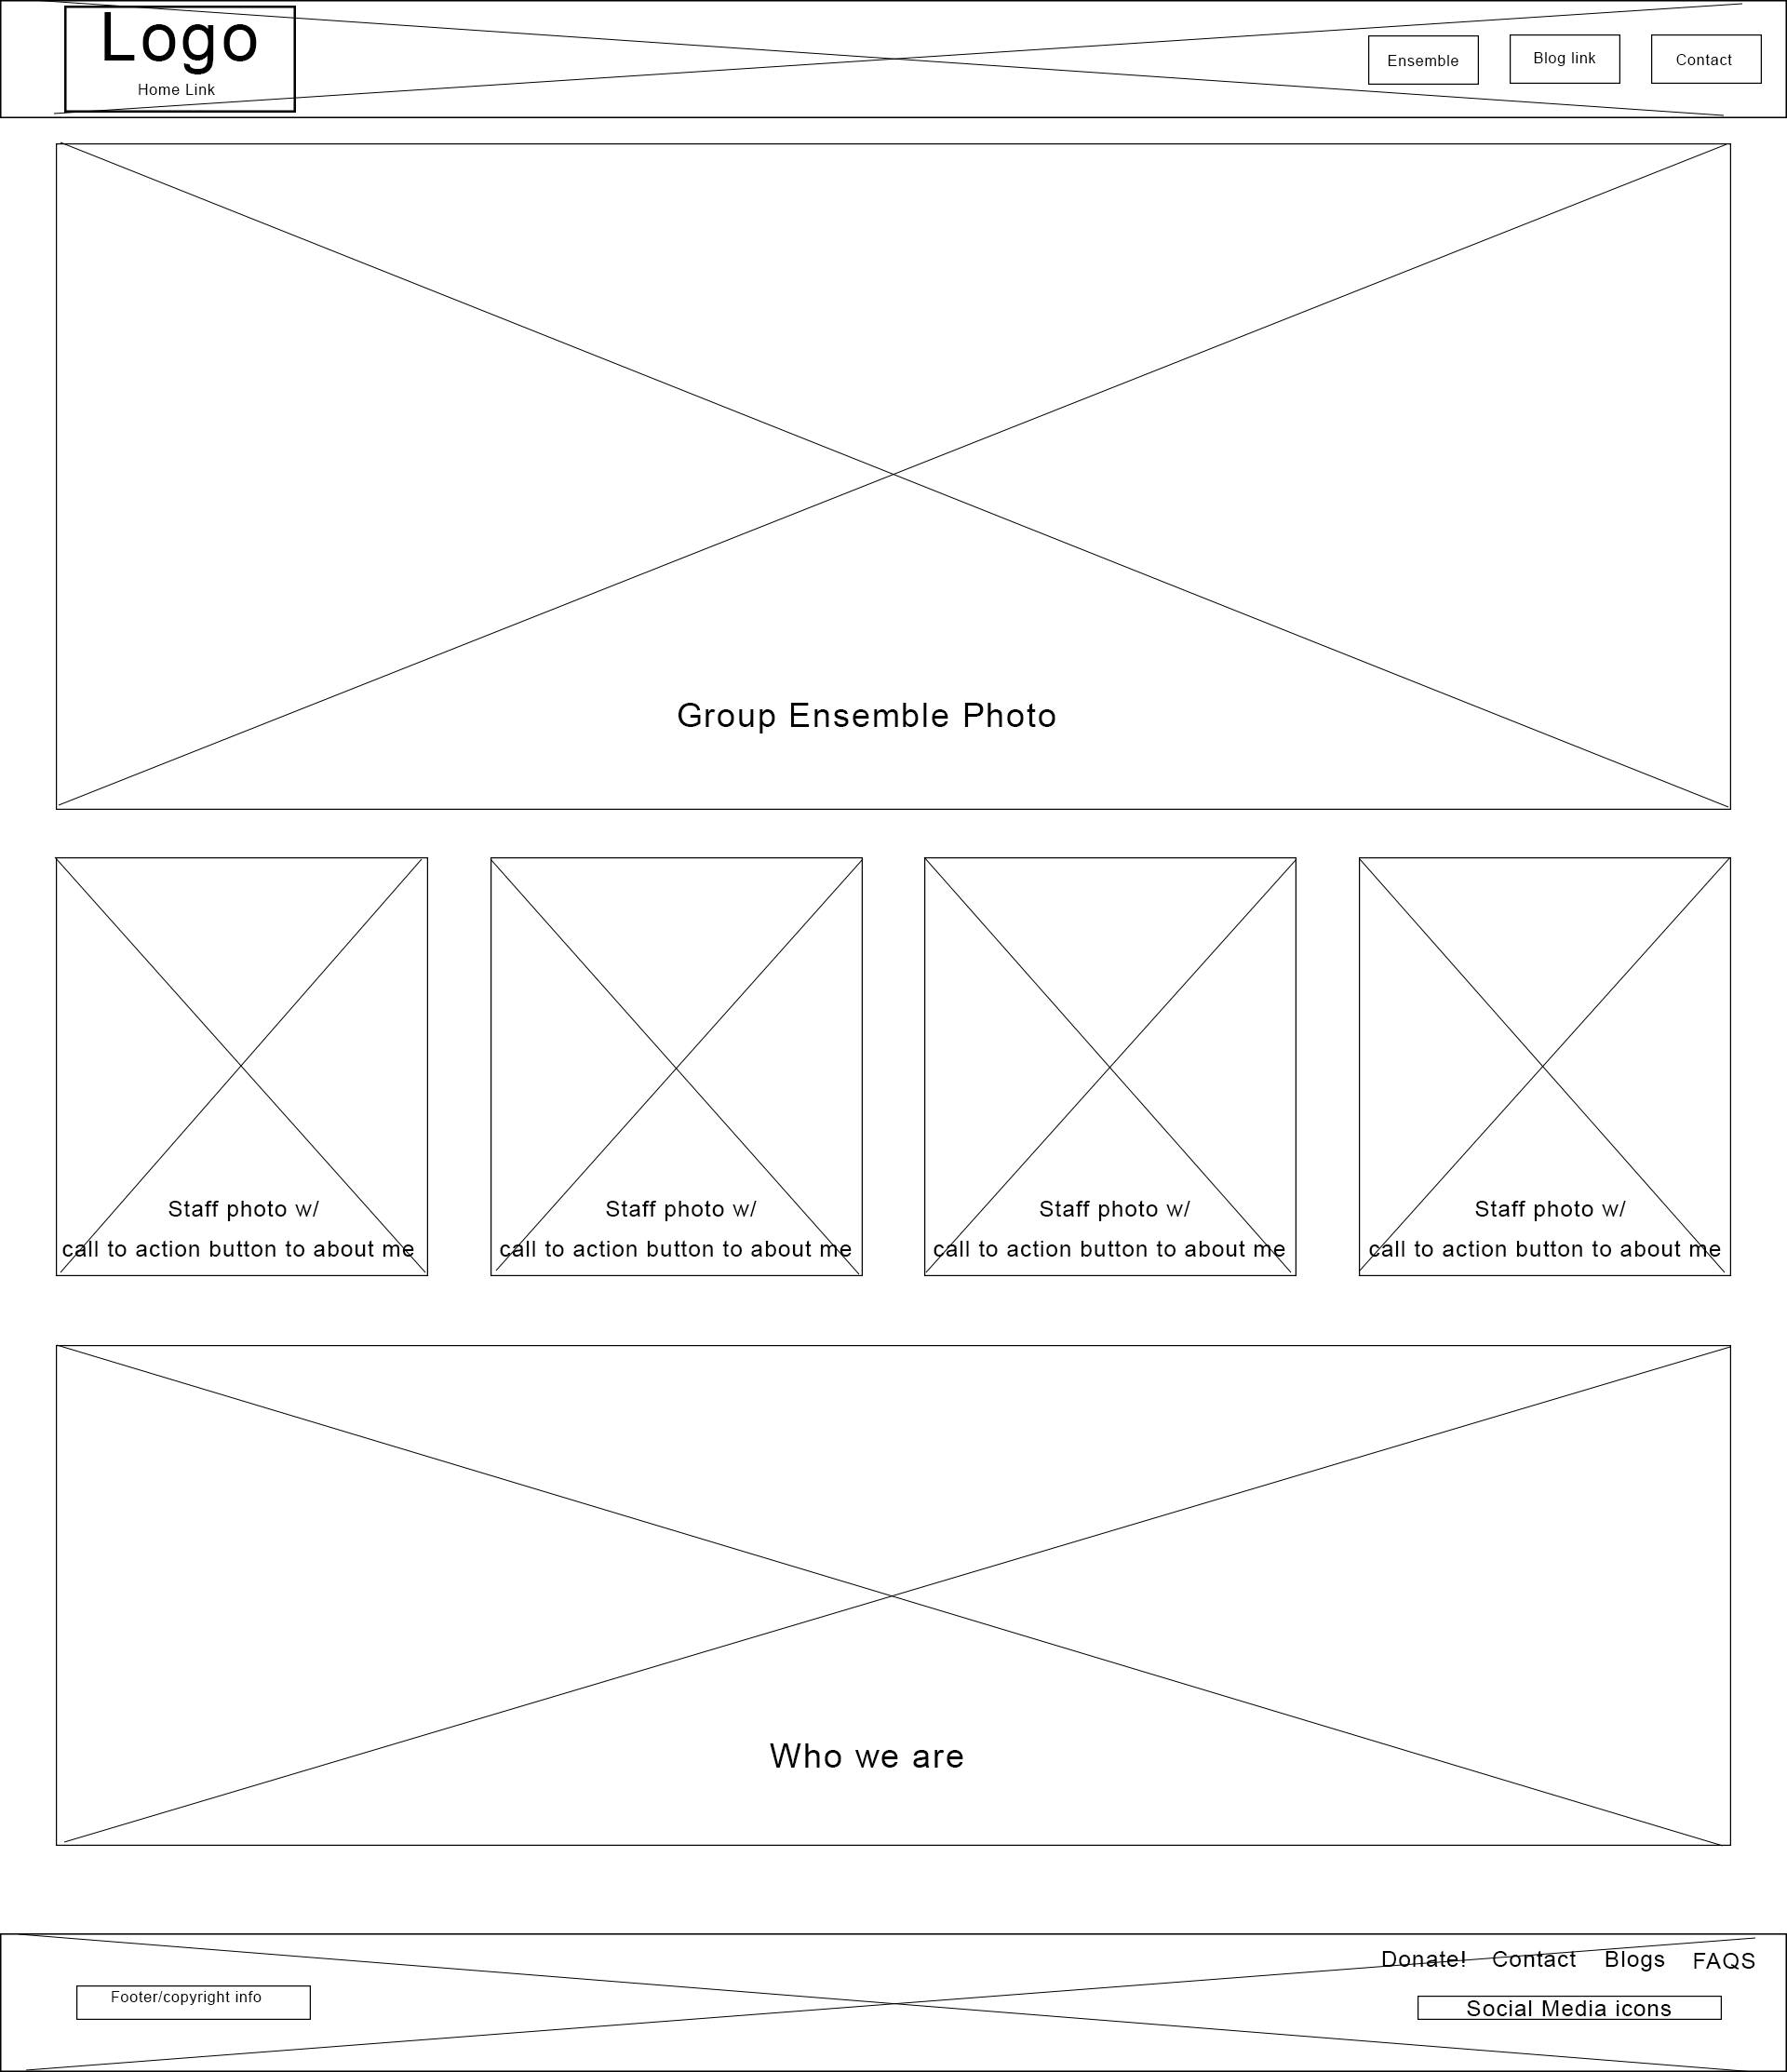 Logo
Home Link
Ensemble
Blog link
Contact
Group Ensemble Photo
Staff photo w/
call to action button to about me
Staff photo w/
call to action button to about me
Staff photo w/
call to action button to about me
Staff photo w/
call to action button to about me
Who we are
Footer/copyright info
Donate!
Contact
Blogs
FAQS
Social Media icons